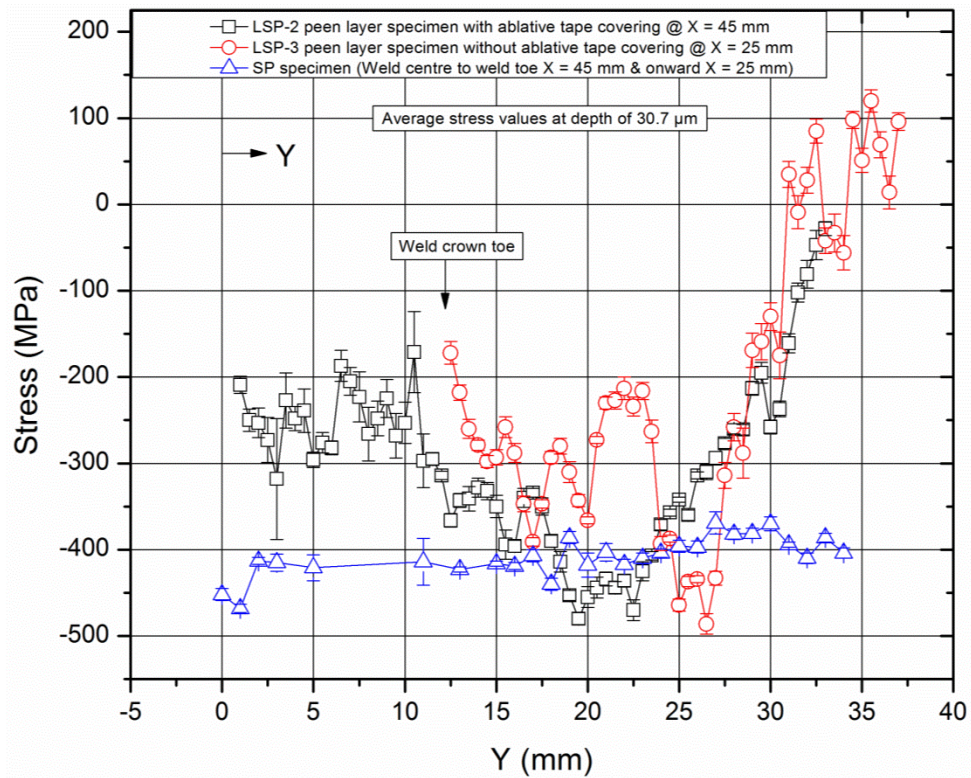 LSP-2 peen layer specimen with ablative tape covering @ X = 45 mm
LSP-3 peen layer specimen without ablative tape covering @ X = 25 mm
SP specimen (Weld centre to weld toe X = 45 mm & onward X = 25 mm)
Average stress values at depth of 30.7 µm
Y
Weld crown toe
Stress (MPa)
200
100
0
-100
-200
-300
-400
-500
-5
0
5
10
15
20
25
30
35
40
Y (mm)